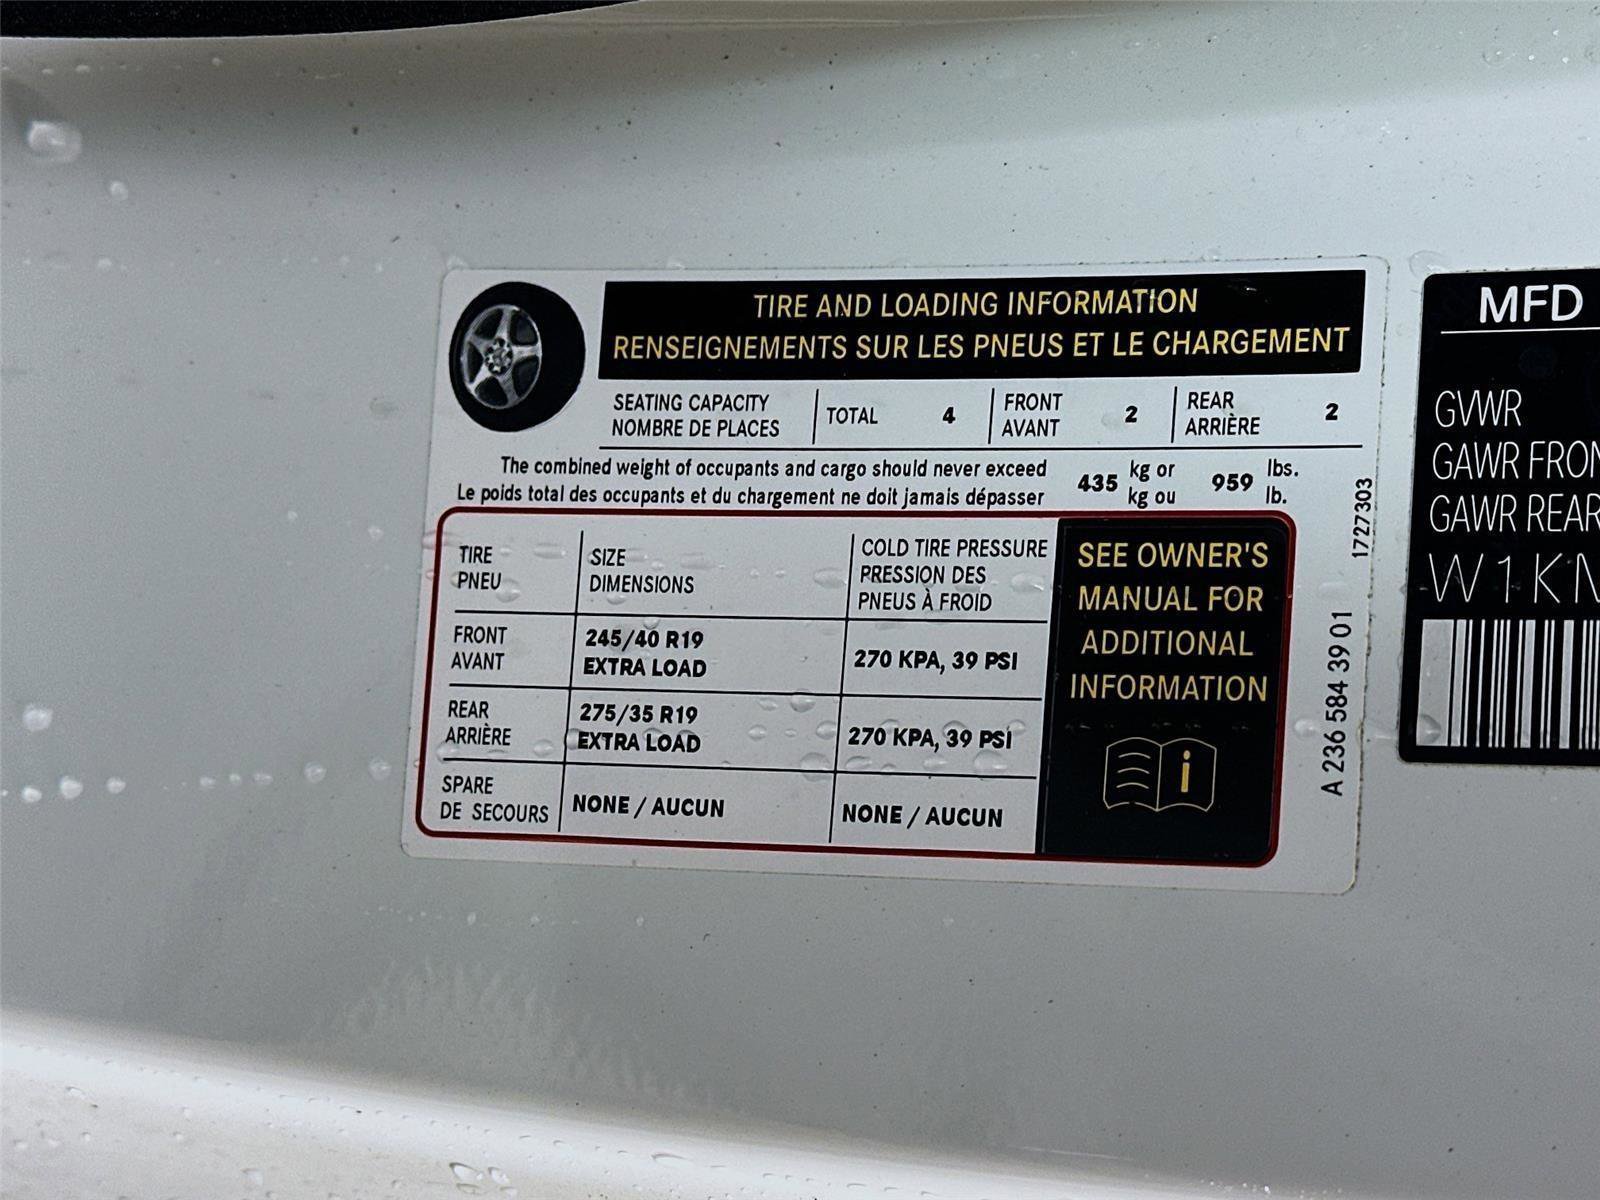 TIRE AND LOADING INFORMATION
RENSEIGNEMENTS SUR LES PNEUS ET LE CHARGEMENT
SEATING CAPACITY
NOMBRE DE PLACES
TOTAL 4
FRONT
AVANT
2
REAR
ARRIÈRE
2
The combined weight of occupants and cargo should never exceed
Le poids total des occupants et du chargement ne doit jamais dépasser
435
kg or
kg ou
959
lbs.
lb.
TIRE
PNEU
SIZE
DIMENSIONS
COLD TIRE PRESSURE
PRESSION DES
PNEUS À FROID
FRONT
AVANT
245/40 R19
EXTRA LOAD
270 KPA, 39 PSI
REAR
ARRIÈRE
275/35 R19
EXTRA LOAD
270 KPA, 39 PSI
SPARE
DE SECOURS
NONE / AUCUN
NONE / AUCUN
SEE OWNER'S
MANUAL FOR
ADDITIONAL
INFORMATION
i
1727303
A 236 584 39 01
MFD
GVWR
GAWR FRON
GAWR REAR
W1K